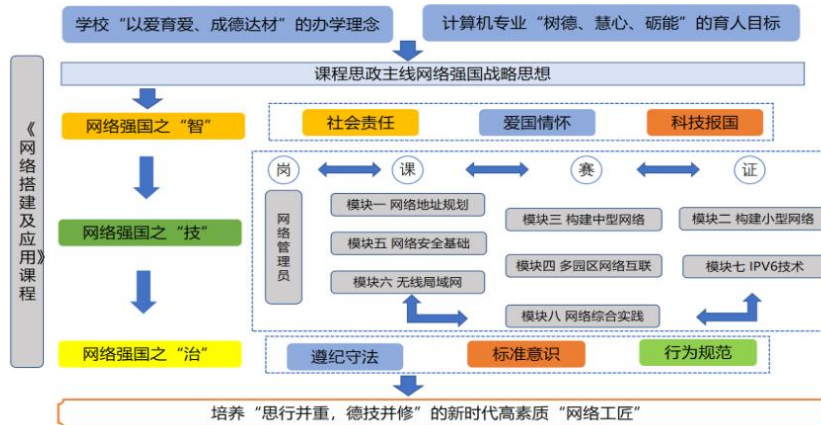 学校“以爱育爱、成德达材”的办学理念
计算机专业“树德、慧心、砺能”的育人目标
课程思政主线网络强国战略思想
《网络搭建及应用》课程
网络强国之“智”
社会责任
爱国情怀
科技报国
岗
课
赛
证
网络强国之“技”
网络管理员
模块一 网络地址规划
模块五 网络安全基础
模块六 无线局域网
模块三 构建中型网络
模块四 多园区网络互联
模块八 网络综合实践
模块二 构建小型网络
模块七 IPV6技术
网络强国之“治”
遵纪守法
标准意识
行为规范
培养“思行并重，德技并修”的新时代高素质“网络工匠”